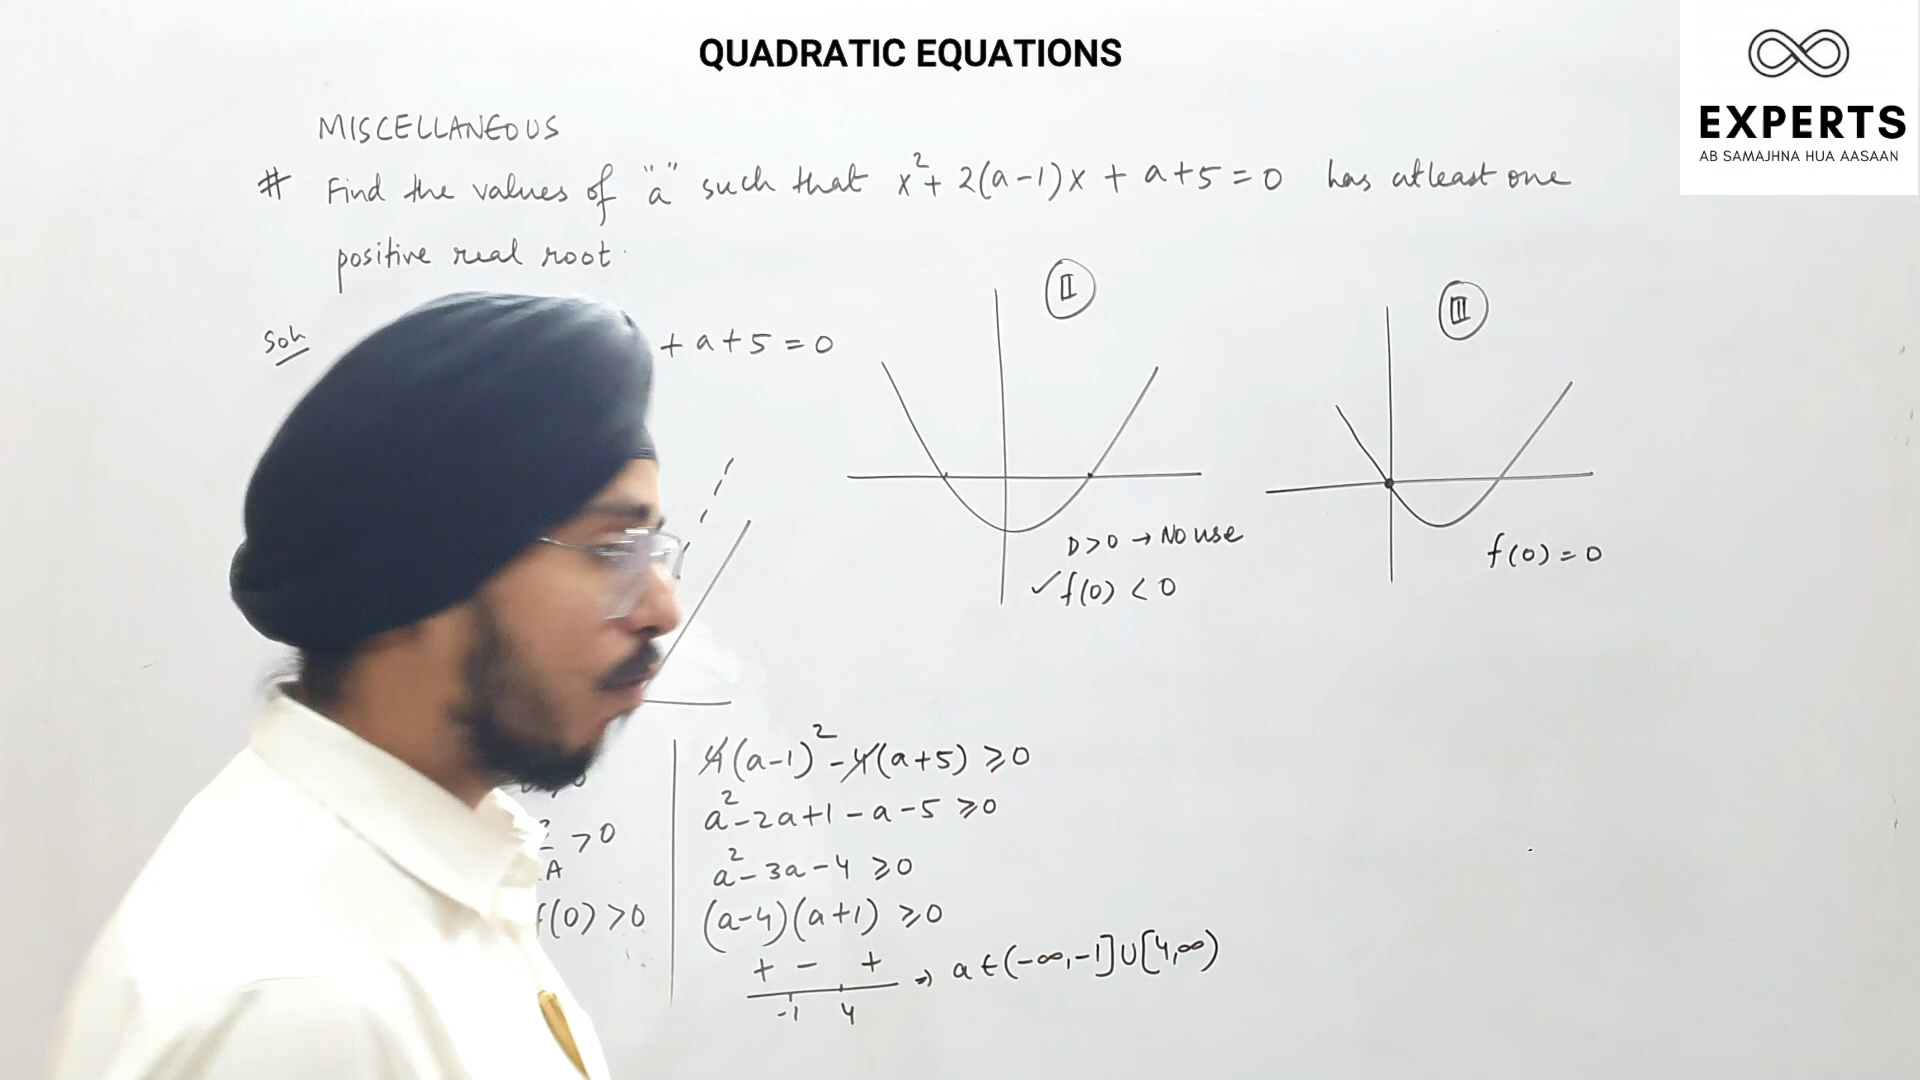 QUADRATIC EQUATIONS
EXPERTS
AB SAMAJHNA HUA AASAAN
MISCELLANEOUS
# Find the values of "a" such that x² + 2(a-1)x + a+5 = 0 has atleast one
positive real root.
Soln
+ a+5 = 0
II
D>0 → No use
✓ f(0) < 0
III
f(0) = 0
>0
A
f(0) >0
4(a-1)² - 4(a+5) ⩾0
a² - 2a+1 - a - 5 ⩾0
a² - 3a - 4 ⩾0
(a-4)(a+1) ⩾0
+ - +
-1 4
⇒ a ∈ (-∞,-1]∪[4,∞)